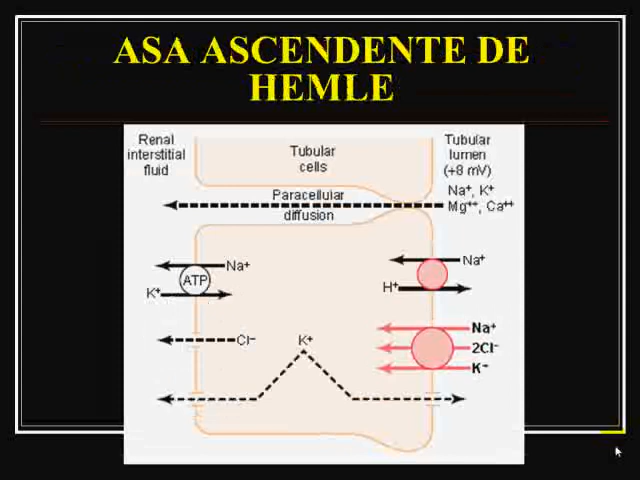 ASA ASCENDENTE DE
HEMLE
Renal
interstitial
fluid
Tubular
cells
Tubular
lumen
(+8 mV)
Paracellular
diffusion
Na⁺, K⁺
Mg⁺⁺, Ca⁺⁺
Na⁺
ATP
K⁺
Na⁺
H⁺
Cl⁻
K⁺
Na⁺
2Cl⁻
K⁺